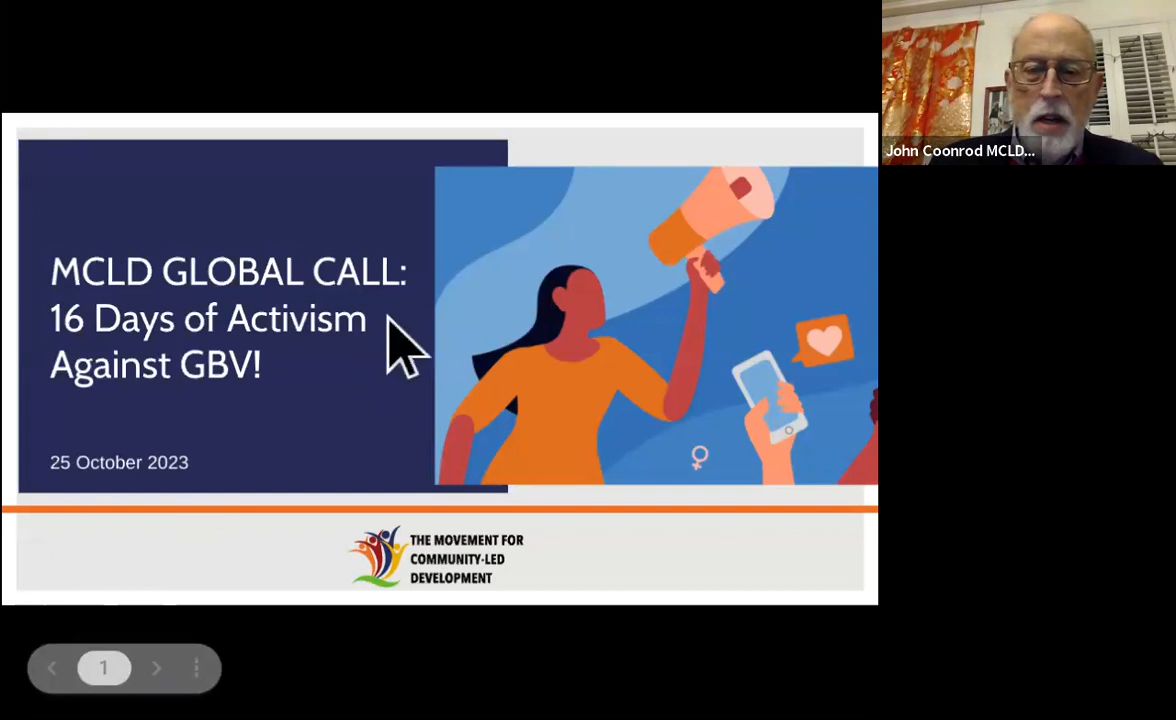 MCLD GLOBAL CALL:
16 Days of Activism
Against GBV!
25 October 2023
THE MOVEMENT FOR
COMMUNITY-LED
DEVELOPMENT
John Coonrod MCLD...
1